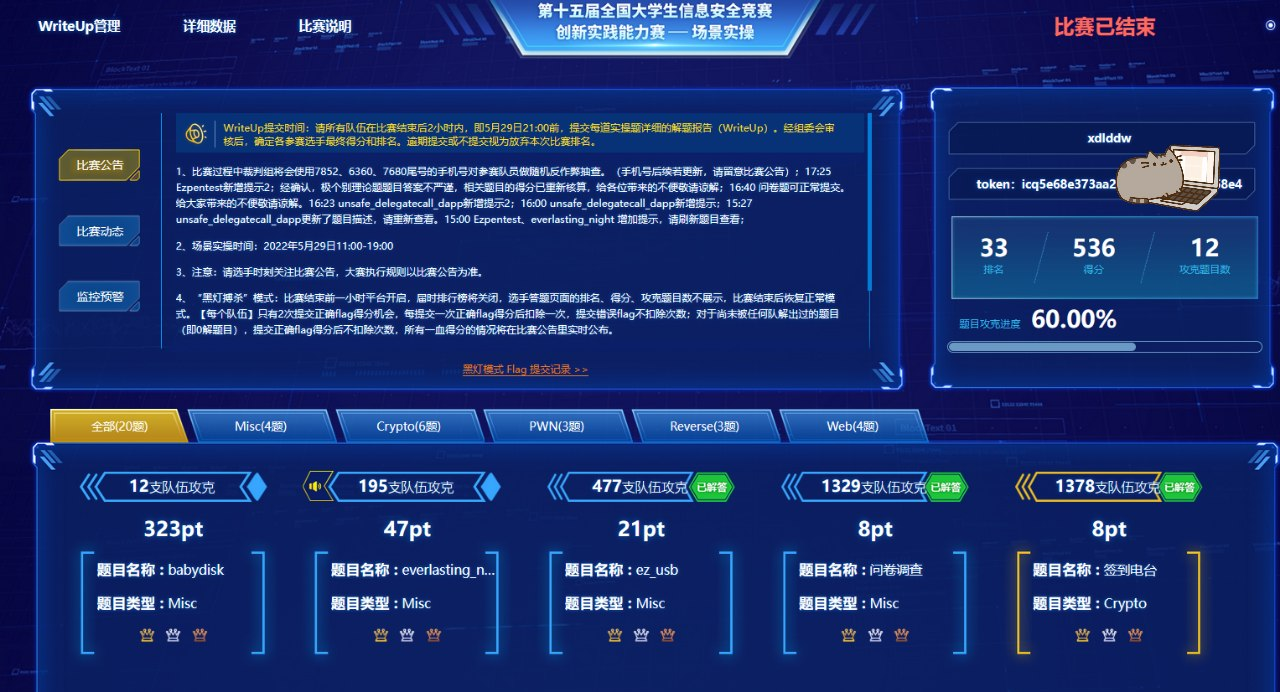 WriteUp管理
详细数据
比赛说明
第十五届全国大学生信息安全竞赛
创新实践能力赛 — 场景实操
比赛已结束
比赛公告
比赛动态
监控预警
WriteUp提交时间：请所有队伍在比赛结束后2小时内，即5月29日21:00前，提交每道实操题详细的解题报告（WriteUp）。经组委会审
核后，确定各参赛选手最终得分和排名。逾期提交或不提交视为放弃本次比赛排名。
1、比赛过程中裁判组将会使用7852、6360、7680尾号的手机号对参赛队员做随机反作弊抽查。（手机号后续若更新，请留意比赛公告）；17:25
Ezpentest新增提示2；经确认，极个别理论题题目答案不严谨，相关题目的得分已重新核算，给各位带来的不便敬请谅解；16:40 问卷题可正常提交。
给大家带来的不便敬请谅解。16:23 unsafe_delegatecall_dapp新增提示2；16:00 unsafe_delegatecall_dapp新增提示；15:27
unsafe_delegatecall_dapp更新了题目描述，请重新查看。15:00 Ezpentest、everlasting_night 增加提示，请刷新题目查看；
2、场景实操时间：2022年5月29日11:00-19:00
3、注意：请选手时刻关注比赛公告，大赛执行规则以比赛公告为准。
4、“黑灯搏杀”模式：比赛结束前一小时平台开启，届时排行榜将关闭，选手答题页面的排名、得分、攻克题目数不展示，比赛结束后恢复正常模
式。【每个队伍】只有2次提交正确flag得分机会，每提交一次正确flag得分后扣除一次，提交错误flag不扣除次数；对于尚未被任何队解出过的题目
（即0解题目），提交正确flag得分后不扣除次数，所有一血得分的情况将在比赛公告里实时公布。
黑灯模式 Flag 提交记录 >>
xdlddw
token：icq5e68e373aa2 58e4
33 536 12
排名 得分 攻克题目数
题目攻克进度 60.00%
全部(20题) Misc(4题) Crypto(6题) PWN(3题) Reverse(3题) Web(4题)
12支队伍攻克 195支队伍攻克 477支队伍攻克 已解答 1329支队伍攻克 已解答 1378支队伍攻克 已解答
323pt 47pt 21pt 8pt 8pt
题目名称：babydisk 题目名称：everlasting_n... 题目名称：ez_usb 题目名称：问卷调查 题目名称：签到电台
题目类型：Misc 题目类型：Misc 题目类型：Misc 题目类型：Misc 题目类型：Crypto